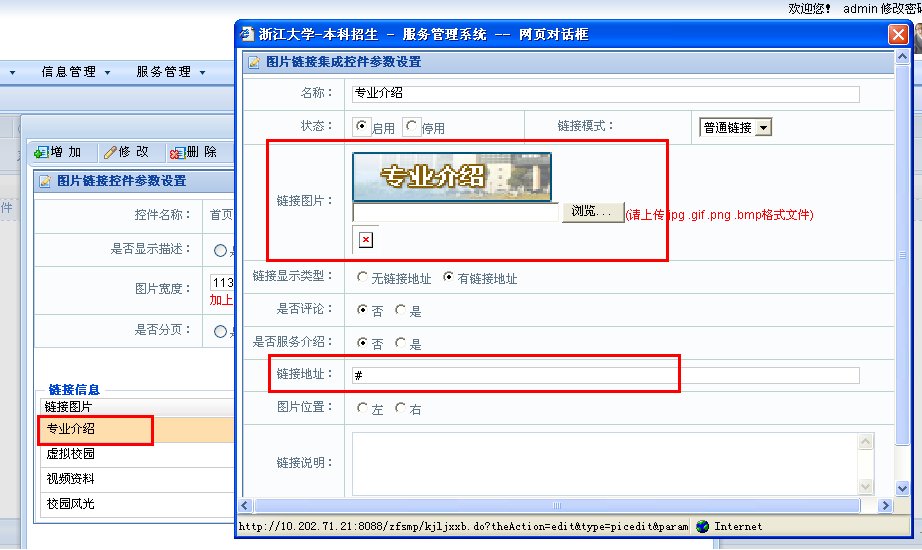 欢迎您! admin 修改密码
信息管理 服务管理
增 加 修 改 删 除
图片链接控件参数设置
控件名称： 首页
是否显示描述：
图片宽度： 113
加上
是否分页：
件
链接信息
链接图片
专业介绍
虚拟校园
视频资料
校园风光
浙江大学-本科招生 - 服务管理系统 -- 网页对话框
图片链接集成控件参数设置
名称： 专业介绍
状态： 启用 停用 链接模式： 普通链接
专业介绍
链接图片：
浏览... (请上传.jpg .gif .png .bmp格式文件)
链接显示类型： 无链接地址 有链接地址
是否评论： 否 是
是否服务介绍： 否 是
链接地址： #
图片位置： 左 右
链接说明：
http://10.202.71.21:8088/zfsmp/kjljxxb.do?theAction=edit&type=picedit&param Internet